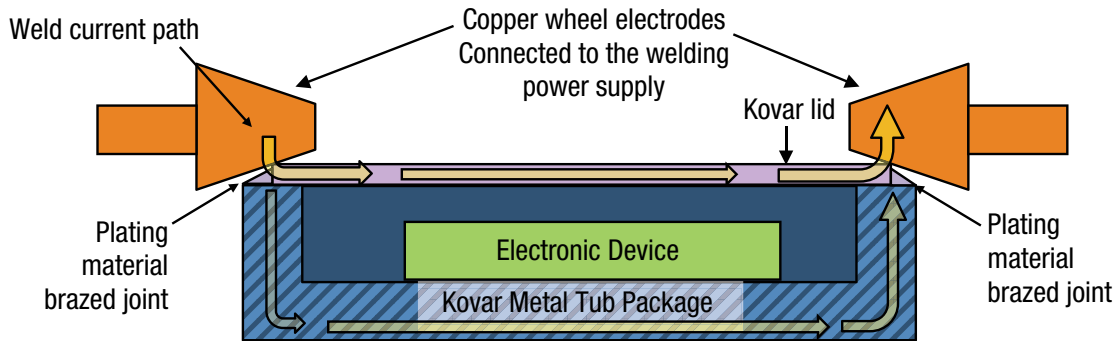 Weld current path
Copper wheel electrodes
Connected to the welding
power supply
Kovar lid
Plating
material
brazed joint
Electronic Device
Kovar Metal Tub Package
Plating
material
brazed joint